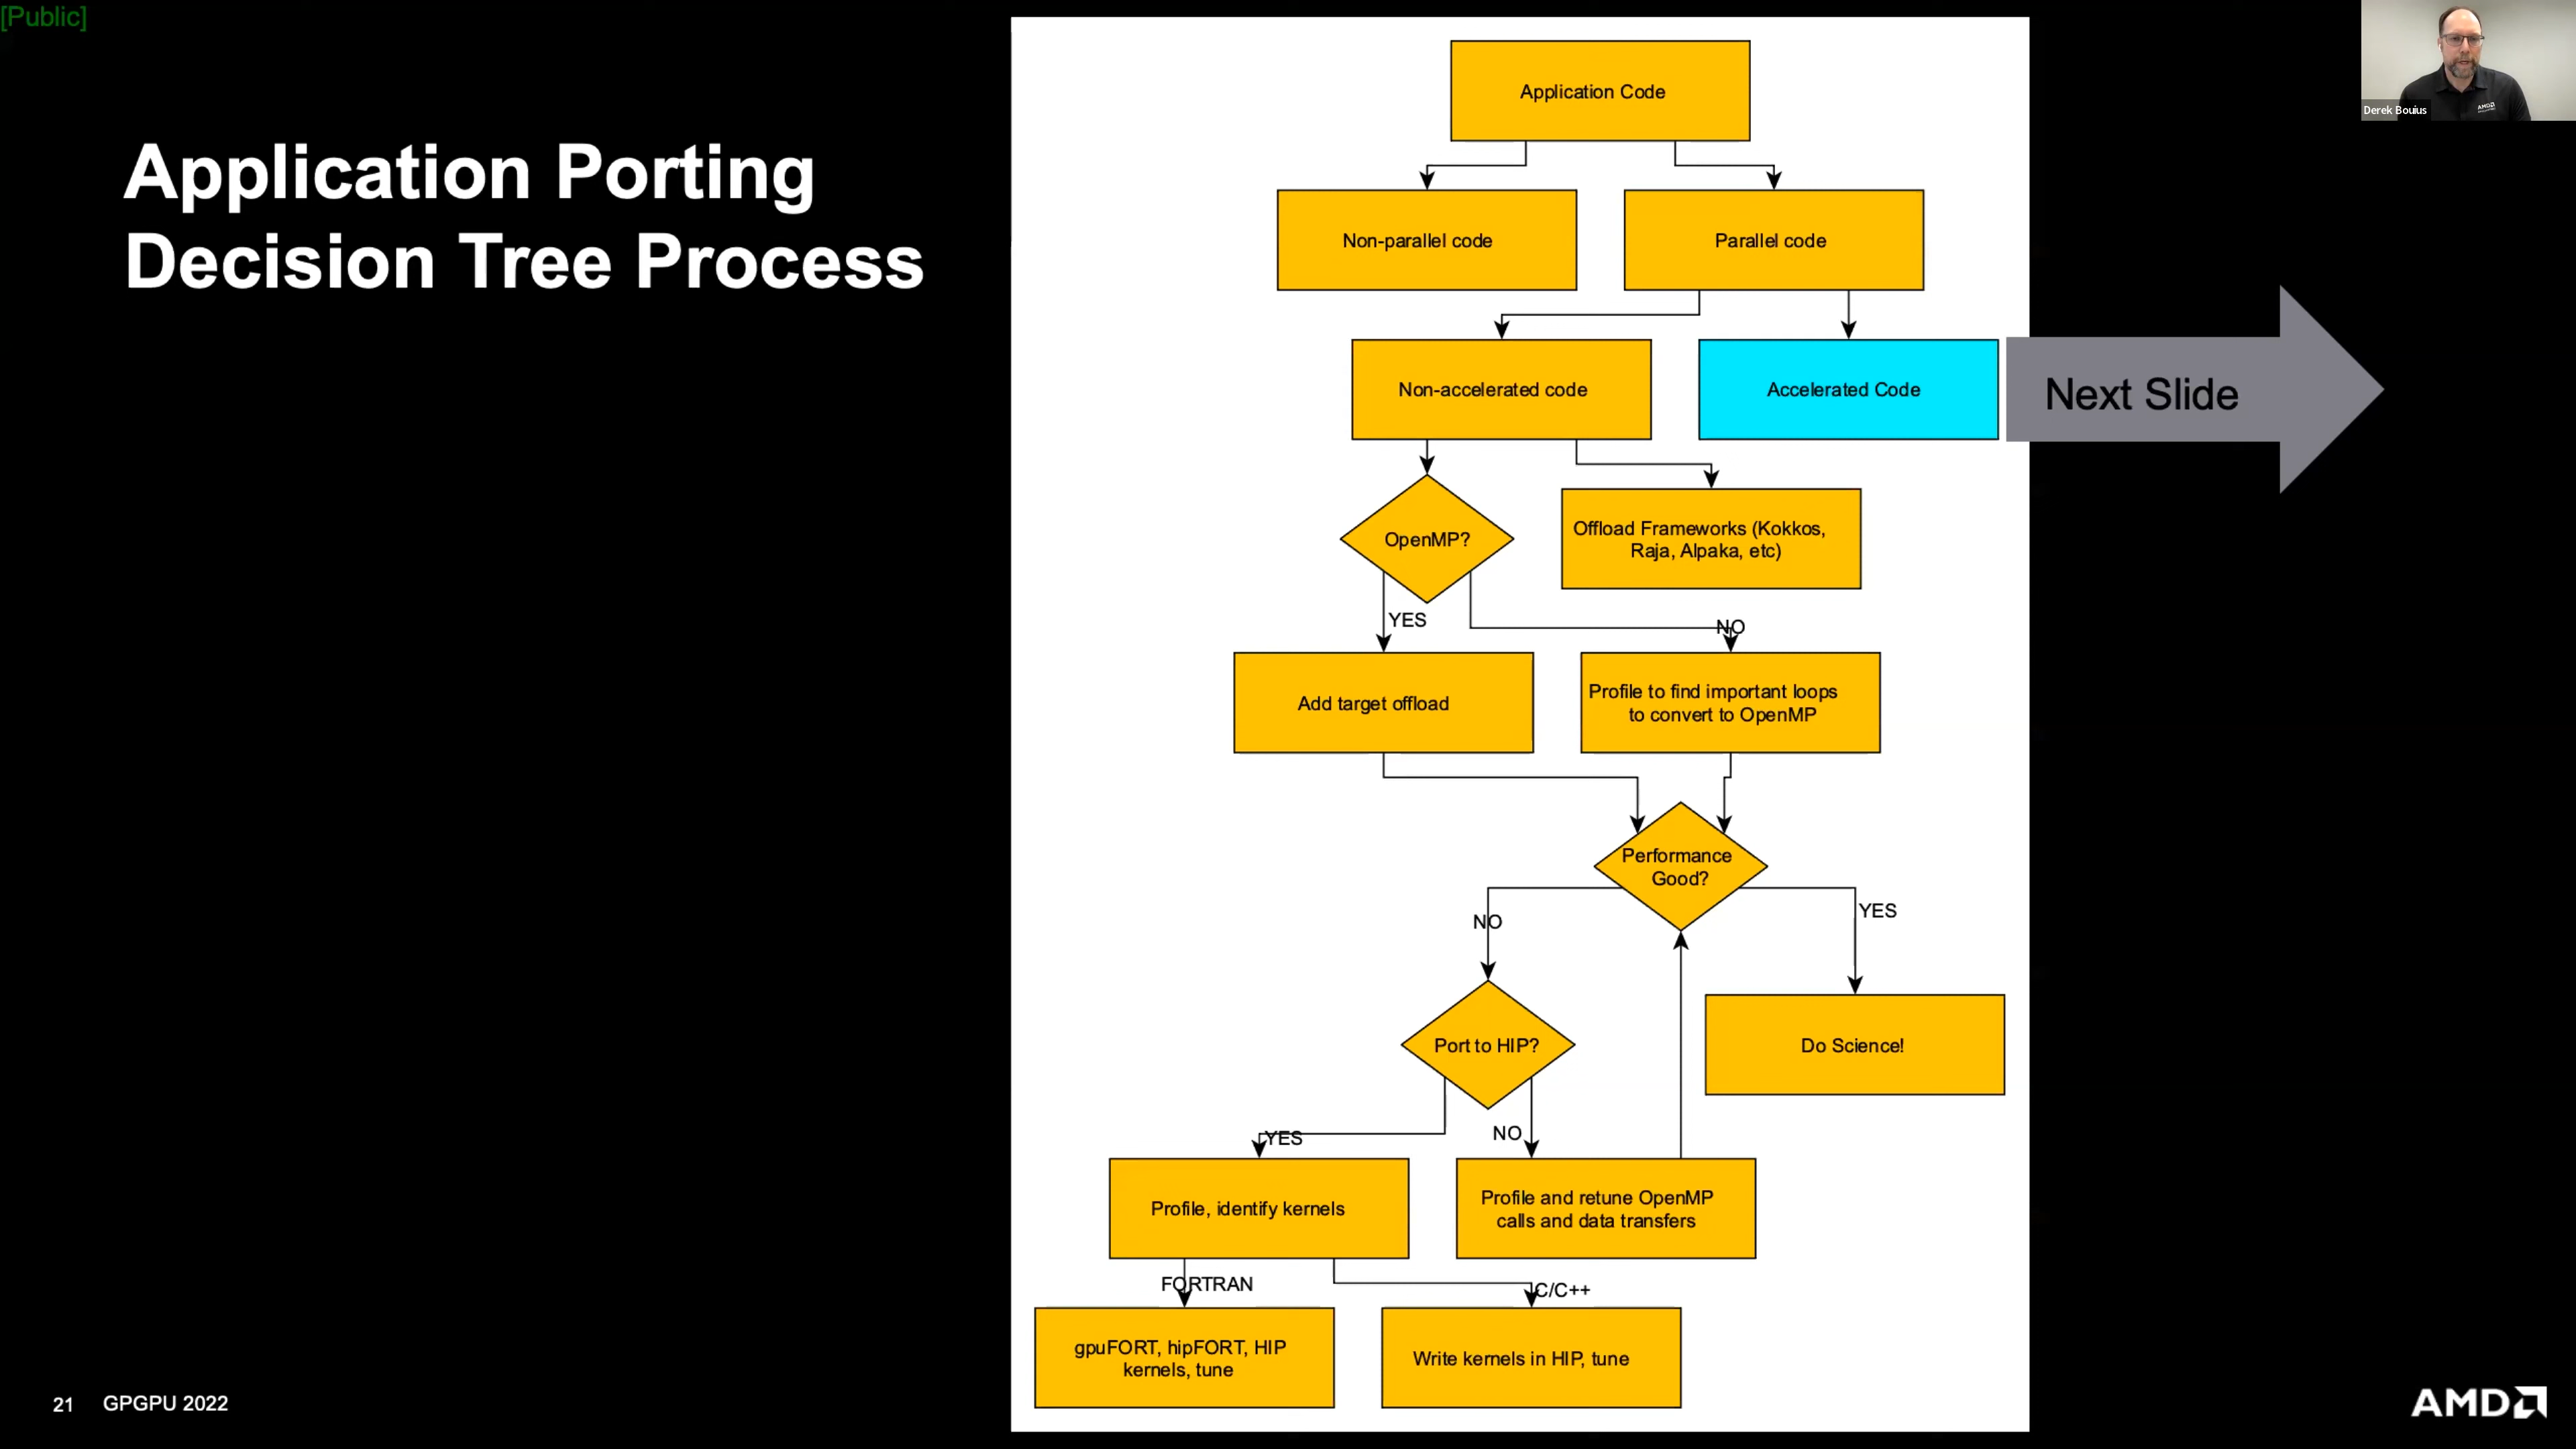 [Public]
Derek Bouius
AMD
Application Porting
Decision Tree Process
Application Code
Non-parallel code
Parallel code
Non-accelerated code
Accelerated Code
Next Slide
OpenMP?
Offload Frameworks (Kokkos,
Raja, Alpaka, etc)
YES
NO
Add target offload
Profile to find important loops
to convert to OpenMP
Performance
Good?
NO
YES
Port to HIP?
Do Science!
YES
NO
Profile, identify kernels
Profile and retune OpenMP
calls and data transfers
FORTRAN
C/C++
gpuFORT, hipFORT, HIP
kernels, tune
Write kernels in HIP, tune
21 GPGPU 2022
AMD